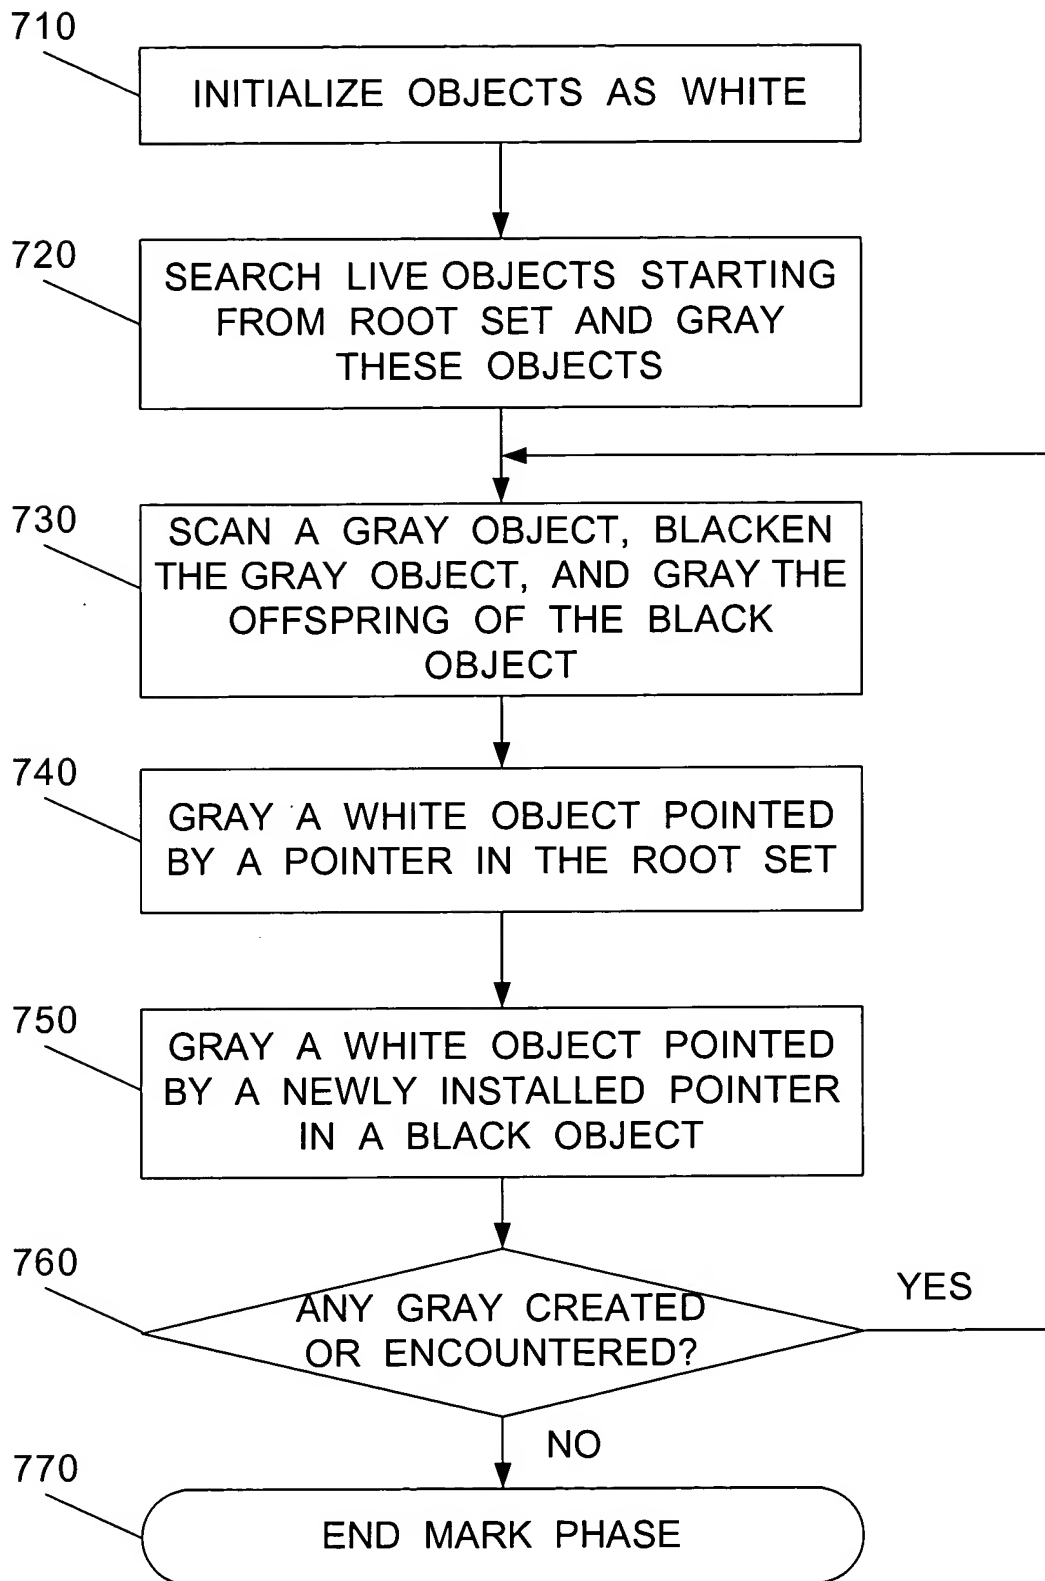 710
INITIALIZE OBJECTS AS WHITE
720
SEARCH LIVE OBJECTS STARTING
FROM ROOT SET AND GRAY
THESE OBJECTS
730
SCAN A GRAY OBJECT, BLACKEN
THE GRAY OBJECT, AND GRAY THE
OFFSPRING OF THE BLACK
OBJECT
740
GRAY A WHITE OBJECT POINTED
BY A POINTER IN THE ROOT SET
750
GRAY A WHITE OBJECT POINTED
BY A NEWLY INSTALLED POINTER
IN A BLACK OBJECT
760
ANY GRAY CREATED
OR ENCOUNTERED?
YES
NO
770
END MARK PHASE